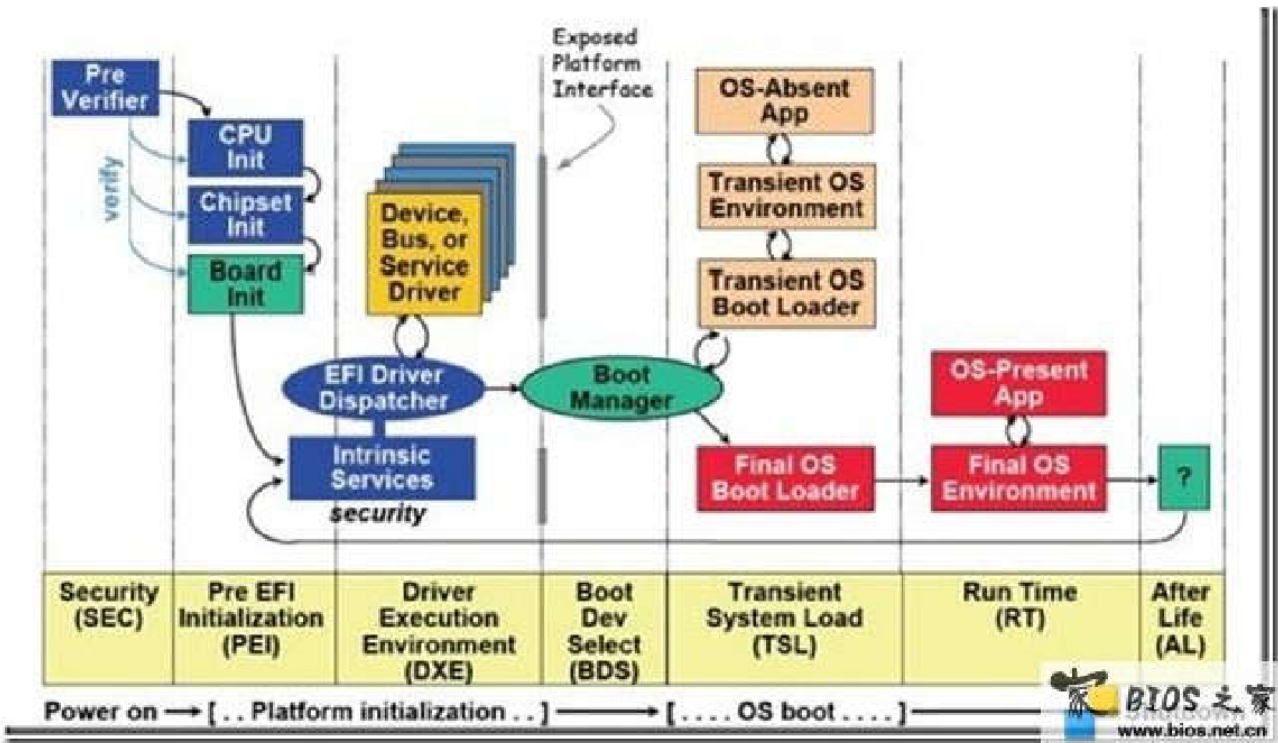 Exposed
Platform
Interface
Pre
Verifier
verify
CPU
Init
Chipset
Init
Board
Init
Device,
Bus, or
Service
Driver
EFI Driver
Dispatcher
Intrinsic
Services
security
Boot
Manager
OS-Absent
App
Transient OS
Environment
Transient OS
Boot Loader
Final OS
Boot Loader
OS-Present
App
Final OS
Environment
?
Security
(SEC)
Pre EFI
Initialization
(PEI)
Driver
Execution
Environment
(DXE)
Boot
Dev
Select
(BDS)
Transient
System Load
(TSL)
Run Time
(RT)
After
Life
(AL)
Power on [ . . Platform initialization . . ] [ . . . . OS boot . . . . ]
BIOS之家
www.bios.net.cn